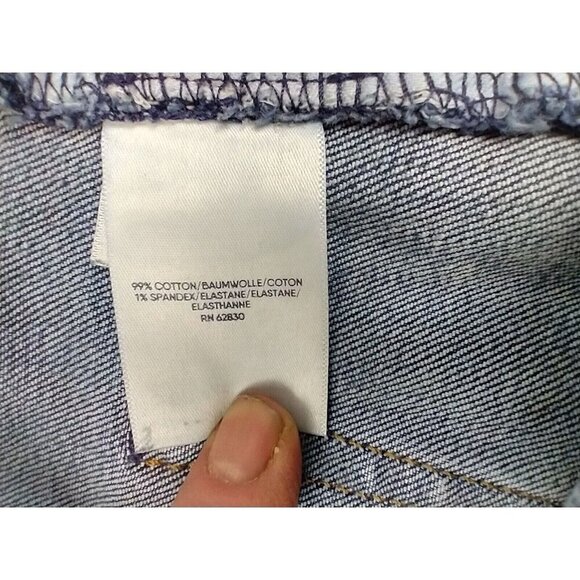 99% COTTON/BAUMWOLLE/COTON
1% SPANDEX/ELASTANE/ELASTANE/
ELASTHANNE
RN 62830